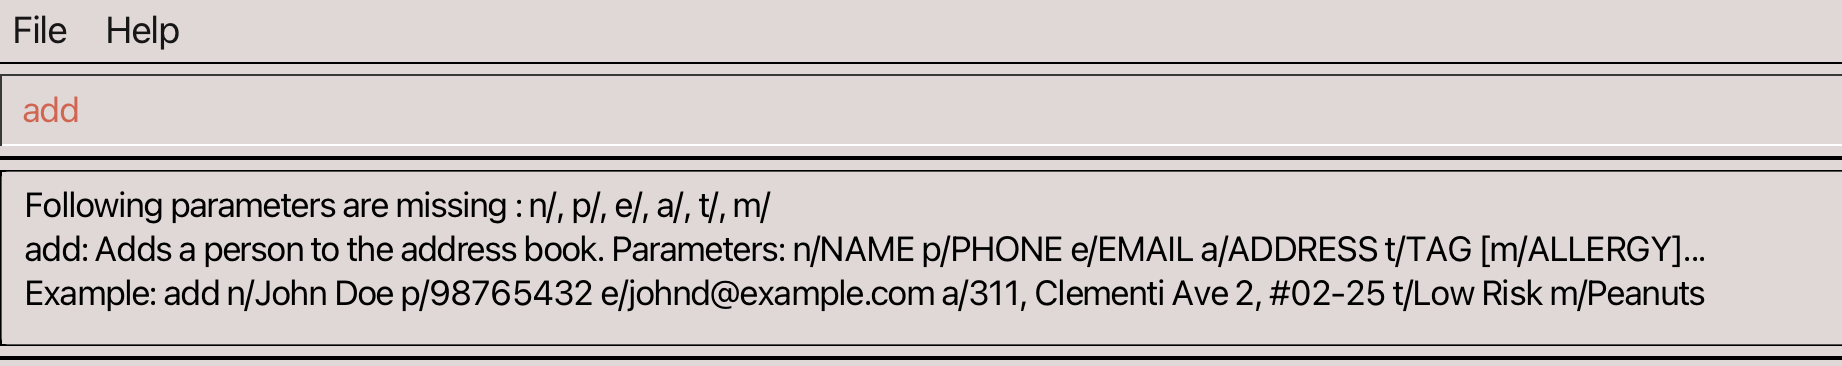 File Help
add
Following parameters are missing : n/, p/, e/, a/, t/, m/
add: Adds a person to the address book. Parameters: n/NAME p/PHONE e/EMAIL a/ADDRESS t/TAG [m/ALLERGY]...
Example: add n/John Doe p/98765432 e/johnd@example.com a/311, Clementi Ave 2, #02-25 t/Low Risk m/Peanuts